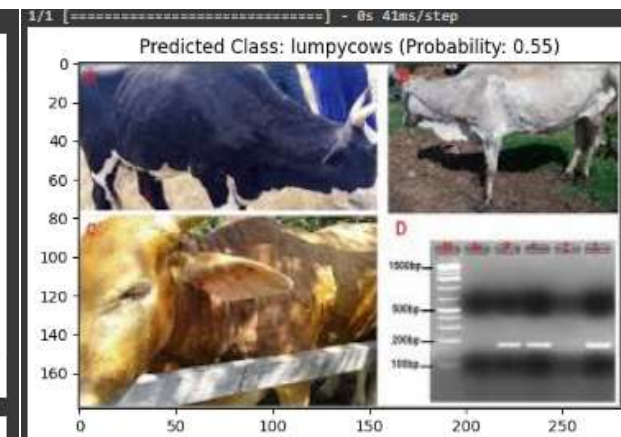 1/1 [==============================] - 0s 41ms/step
Predicted Class: lumpycows (Probability: 0.55)
0
20
40
60
80
100
120
140
160
D
1500bp
500bp
200bp
100bp
0
50
100
150
200
250